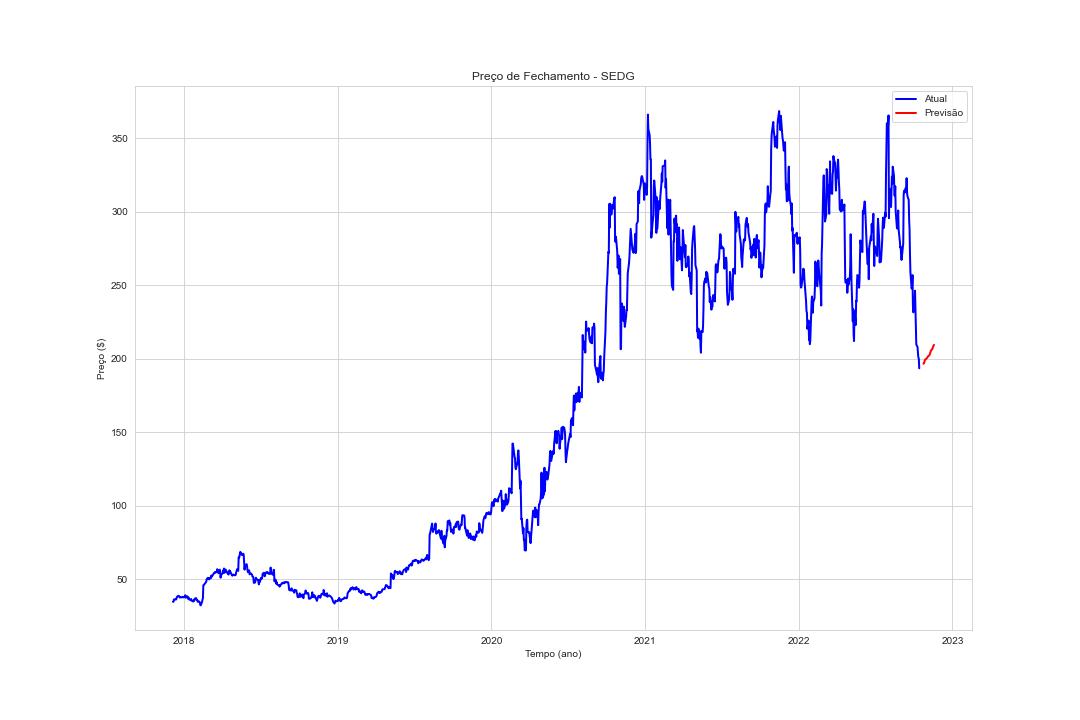 Preço de Fechamento - SEDG
Atual
Previsão
350
300
250
200
150
100
50
Preço ($)
2018 2019 2020 2021 2022 2023
Tempo (ano)